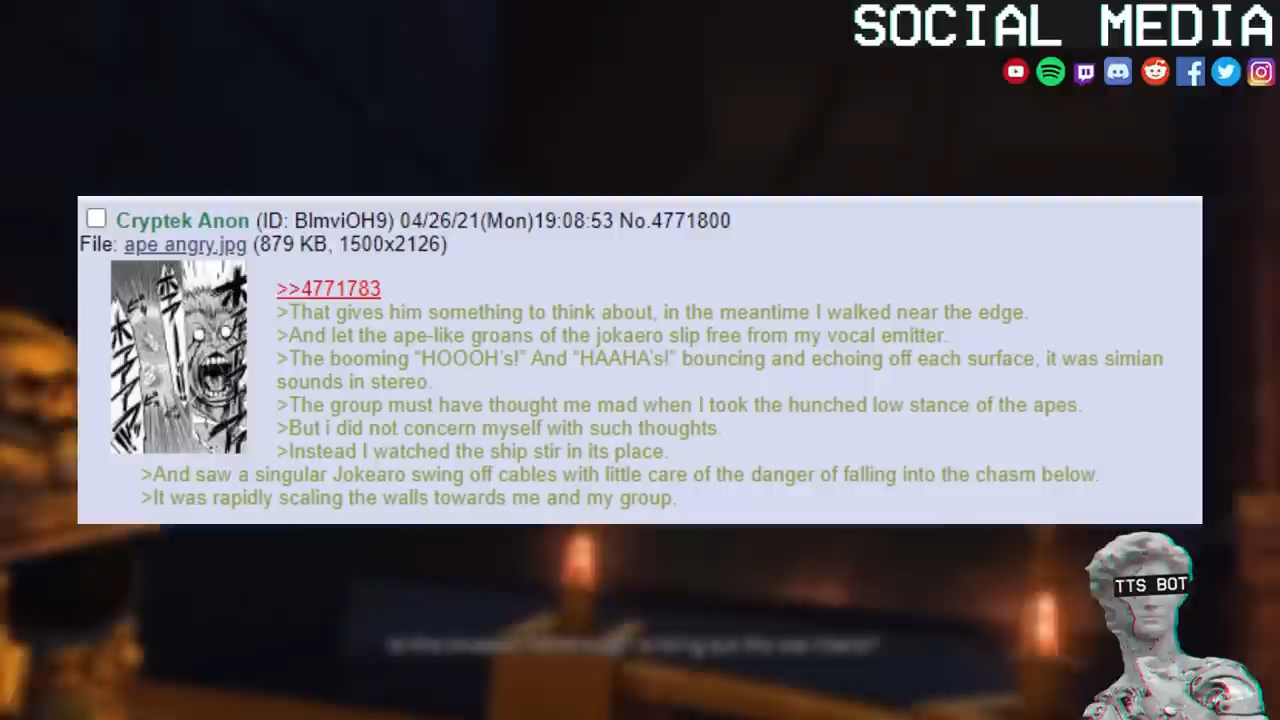 SOCIAL MEDIA
Cryptek Anon (ID: BlmviOH9) 04/26/21(Mon)19:08:53 No.4771800
File: ape angry.jpg (879 KB, 1500x2126)
>>4771783
>That gives him something to think about, in the meantime I walked near the edge.
>And let the ape-like groans of the jokaero slip free from my vocal emitter.
>The booming “HOOOH’s!” And “HAAHA’s!” bouncing and echoing off each surface, it was simian
sounds in stereo.
>The group must have thought me mad when I took the hunched low stance of the apes.
>But i did not concern myself with such thoughts.
>Instead I watched the ship stir in its place.
>And saw a singular Jokearo swing off cables with little care of the danger of falling into the chasm below.
>It was rapidly scaling the walls towards me and my group.
TTS BOT